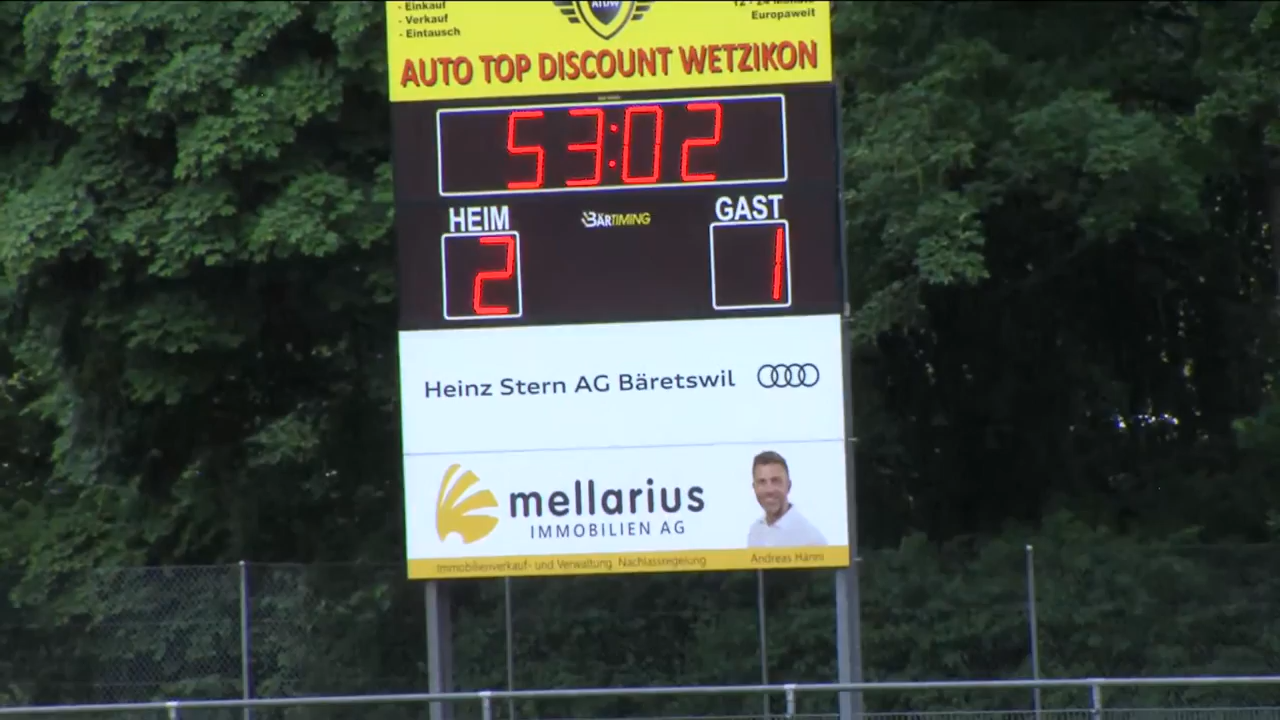 - Einkauf
- Verkauf
- Eintausch
Europaweit
AUTO TOP DISCOUNT WETZIKON
53:02
HEIM
BÄRTIMING
GAST
2
1
Heinz Stern AG Bäretswil
mellarius
IMMOBILIEN AG
Immobilienverkauf- und Verwaltung, Nachlassregelung
Andreas Hänni